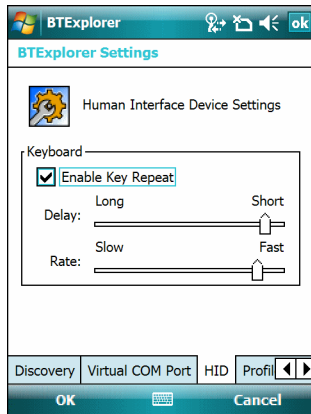 BTExplorer ok
BTExplorer Settings
Human Interface Device Settings
Keyboard
Enable Key Repeat
Long Short
Delay:
Slow Fast
Rate:
Discovery Virtual COM Port HID Profil
OK Cancel